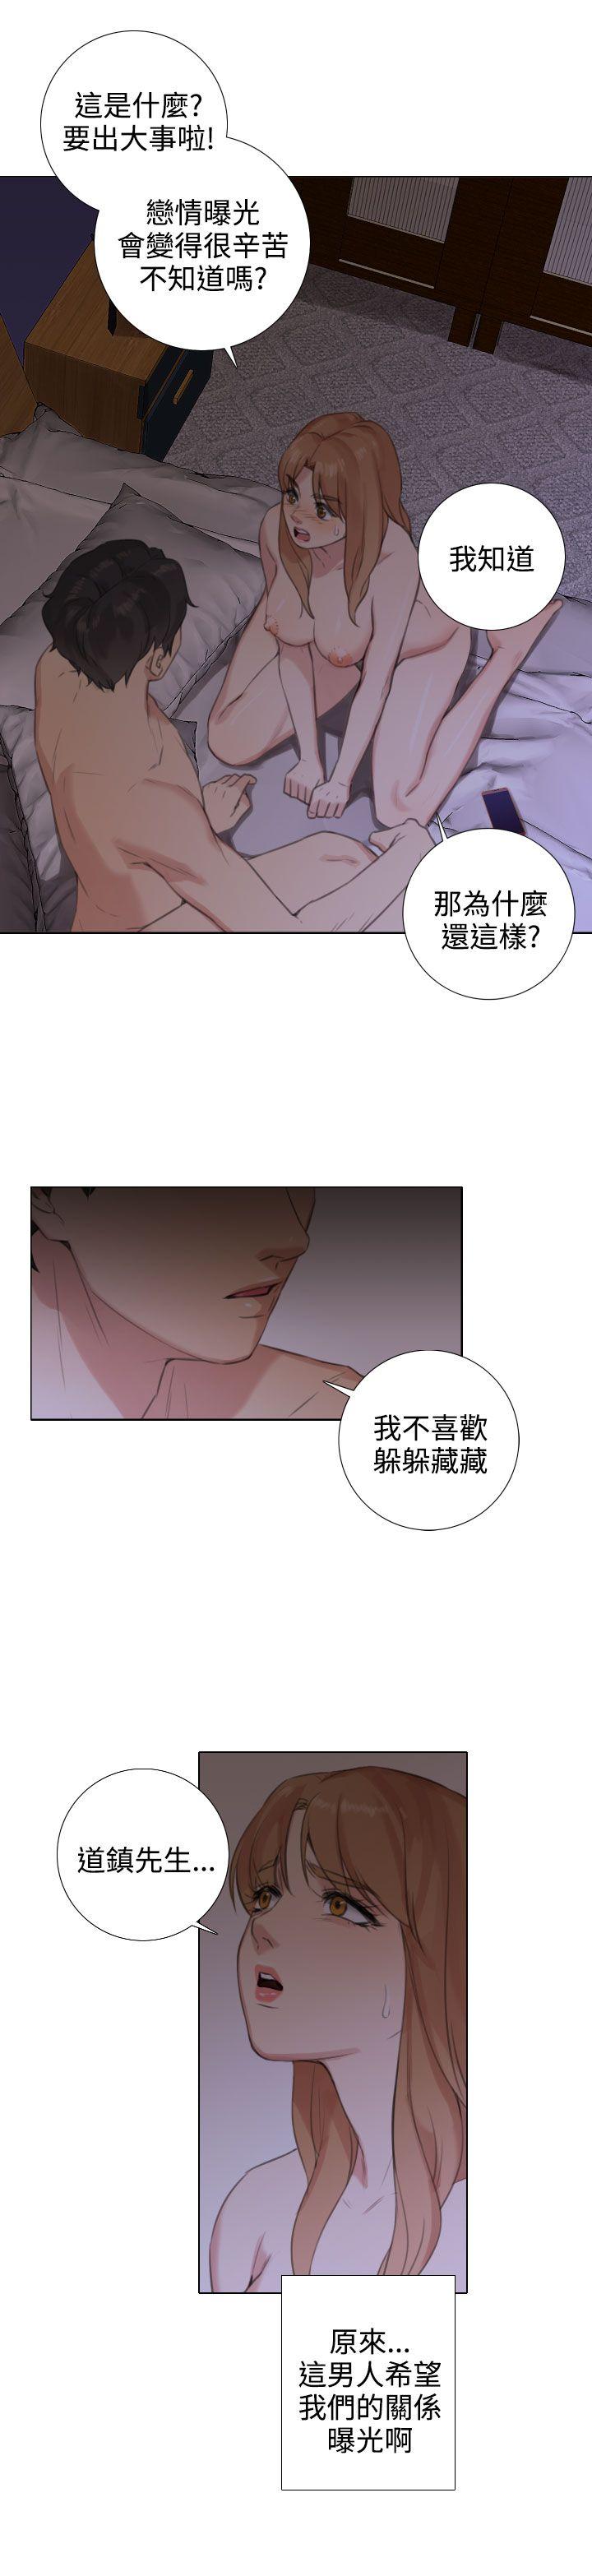 這是什麼?
要出大事啦!
戀情曝光
會變得很辛苦
不知道嗎?
我知道
那為什麼
還這樣?
我不喜歡
躲躲藏藏
道鎮先生...
原來...
這男人希望
我們的關係
曝光啊